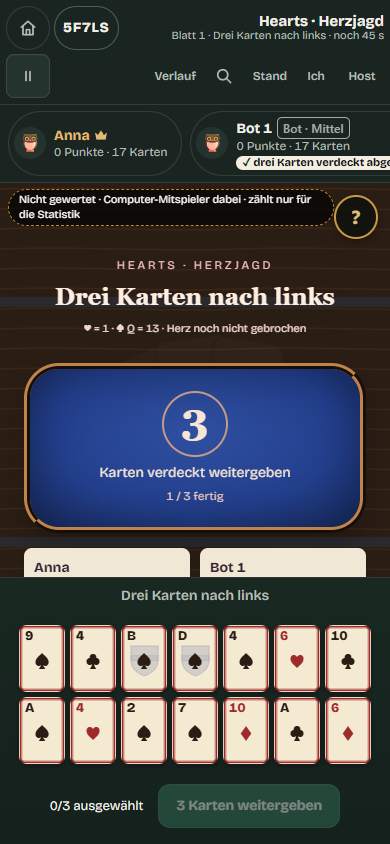 5F7LS
Hearts · Herzjagd
Blatt 1 · Drei Karten nach links · noch 45 s
Verlauf
Stand
Ich
Host
Anna
0 Punkte · 17 Karten
Bot 1 Bot · Mittel
0 Punkte · 17 Karten
✓ drei Karten verdeckt abge
Nicht gewertet · Computer-Mitspieler dabei · zählt nur für
die Statistik
?
HEARTS · HERZJAGD
Drei Karten nach links
♥ = 1 · ♠ Q = 13 · Herz noch nicht gebrochen
3
Karten verdeckt weitergeben
1 / 3 fertig
Anna
Bot 1
Drei Karten nach links
9 4 B D 4 6 10
A 4 2 7 10 A 6
0/3 ausgewählt
3 Karten weitergeben